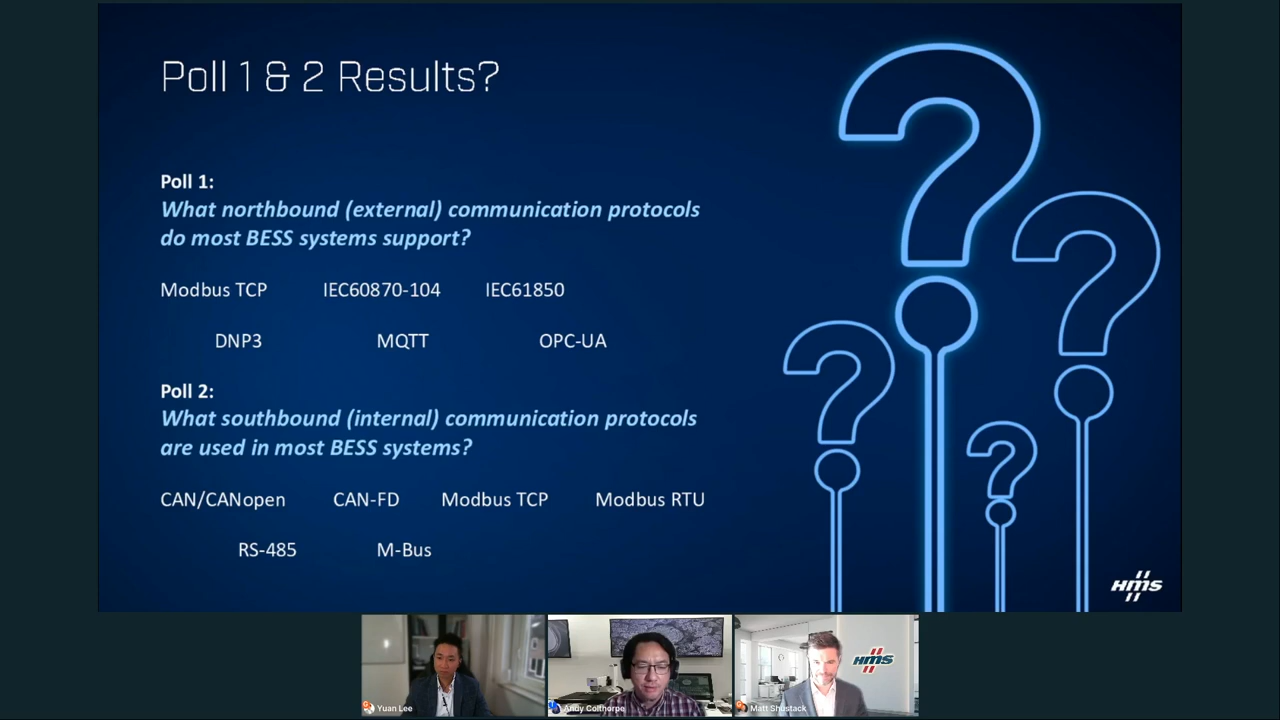 Poll 1 & 2 Results?
Poll 1:
What northbound (external) communication protocols
do most BESS systems support?
Modbus TCP IEC60870-104 IEC61850
DNP3 MQTT OPC-UA
Poll 2:
What southbound (internal) communication protocols
are used in most BESS systems?
CAN/CANopen CAN-FD Modbus TCP Modbus RTU
RS-485 M-Bus
HMS
HMS
Yuan Lee
Andy Colthorpe
Matt Shustack